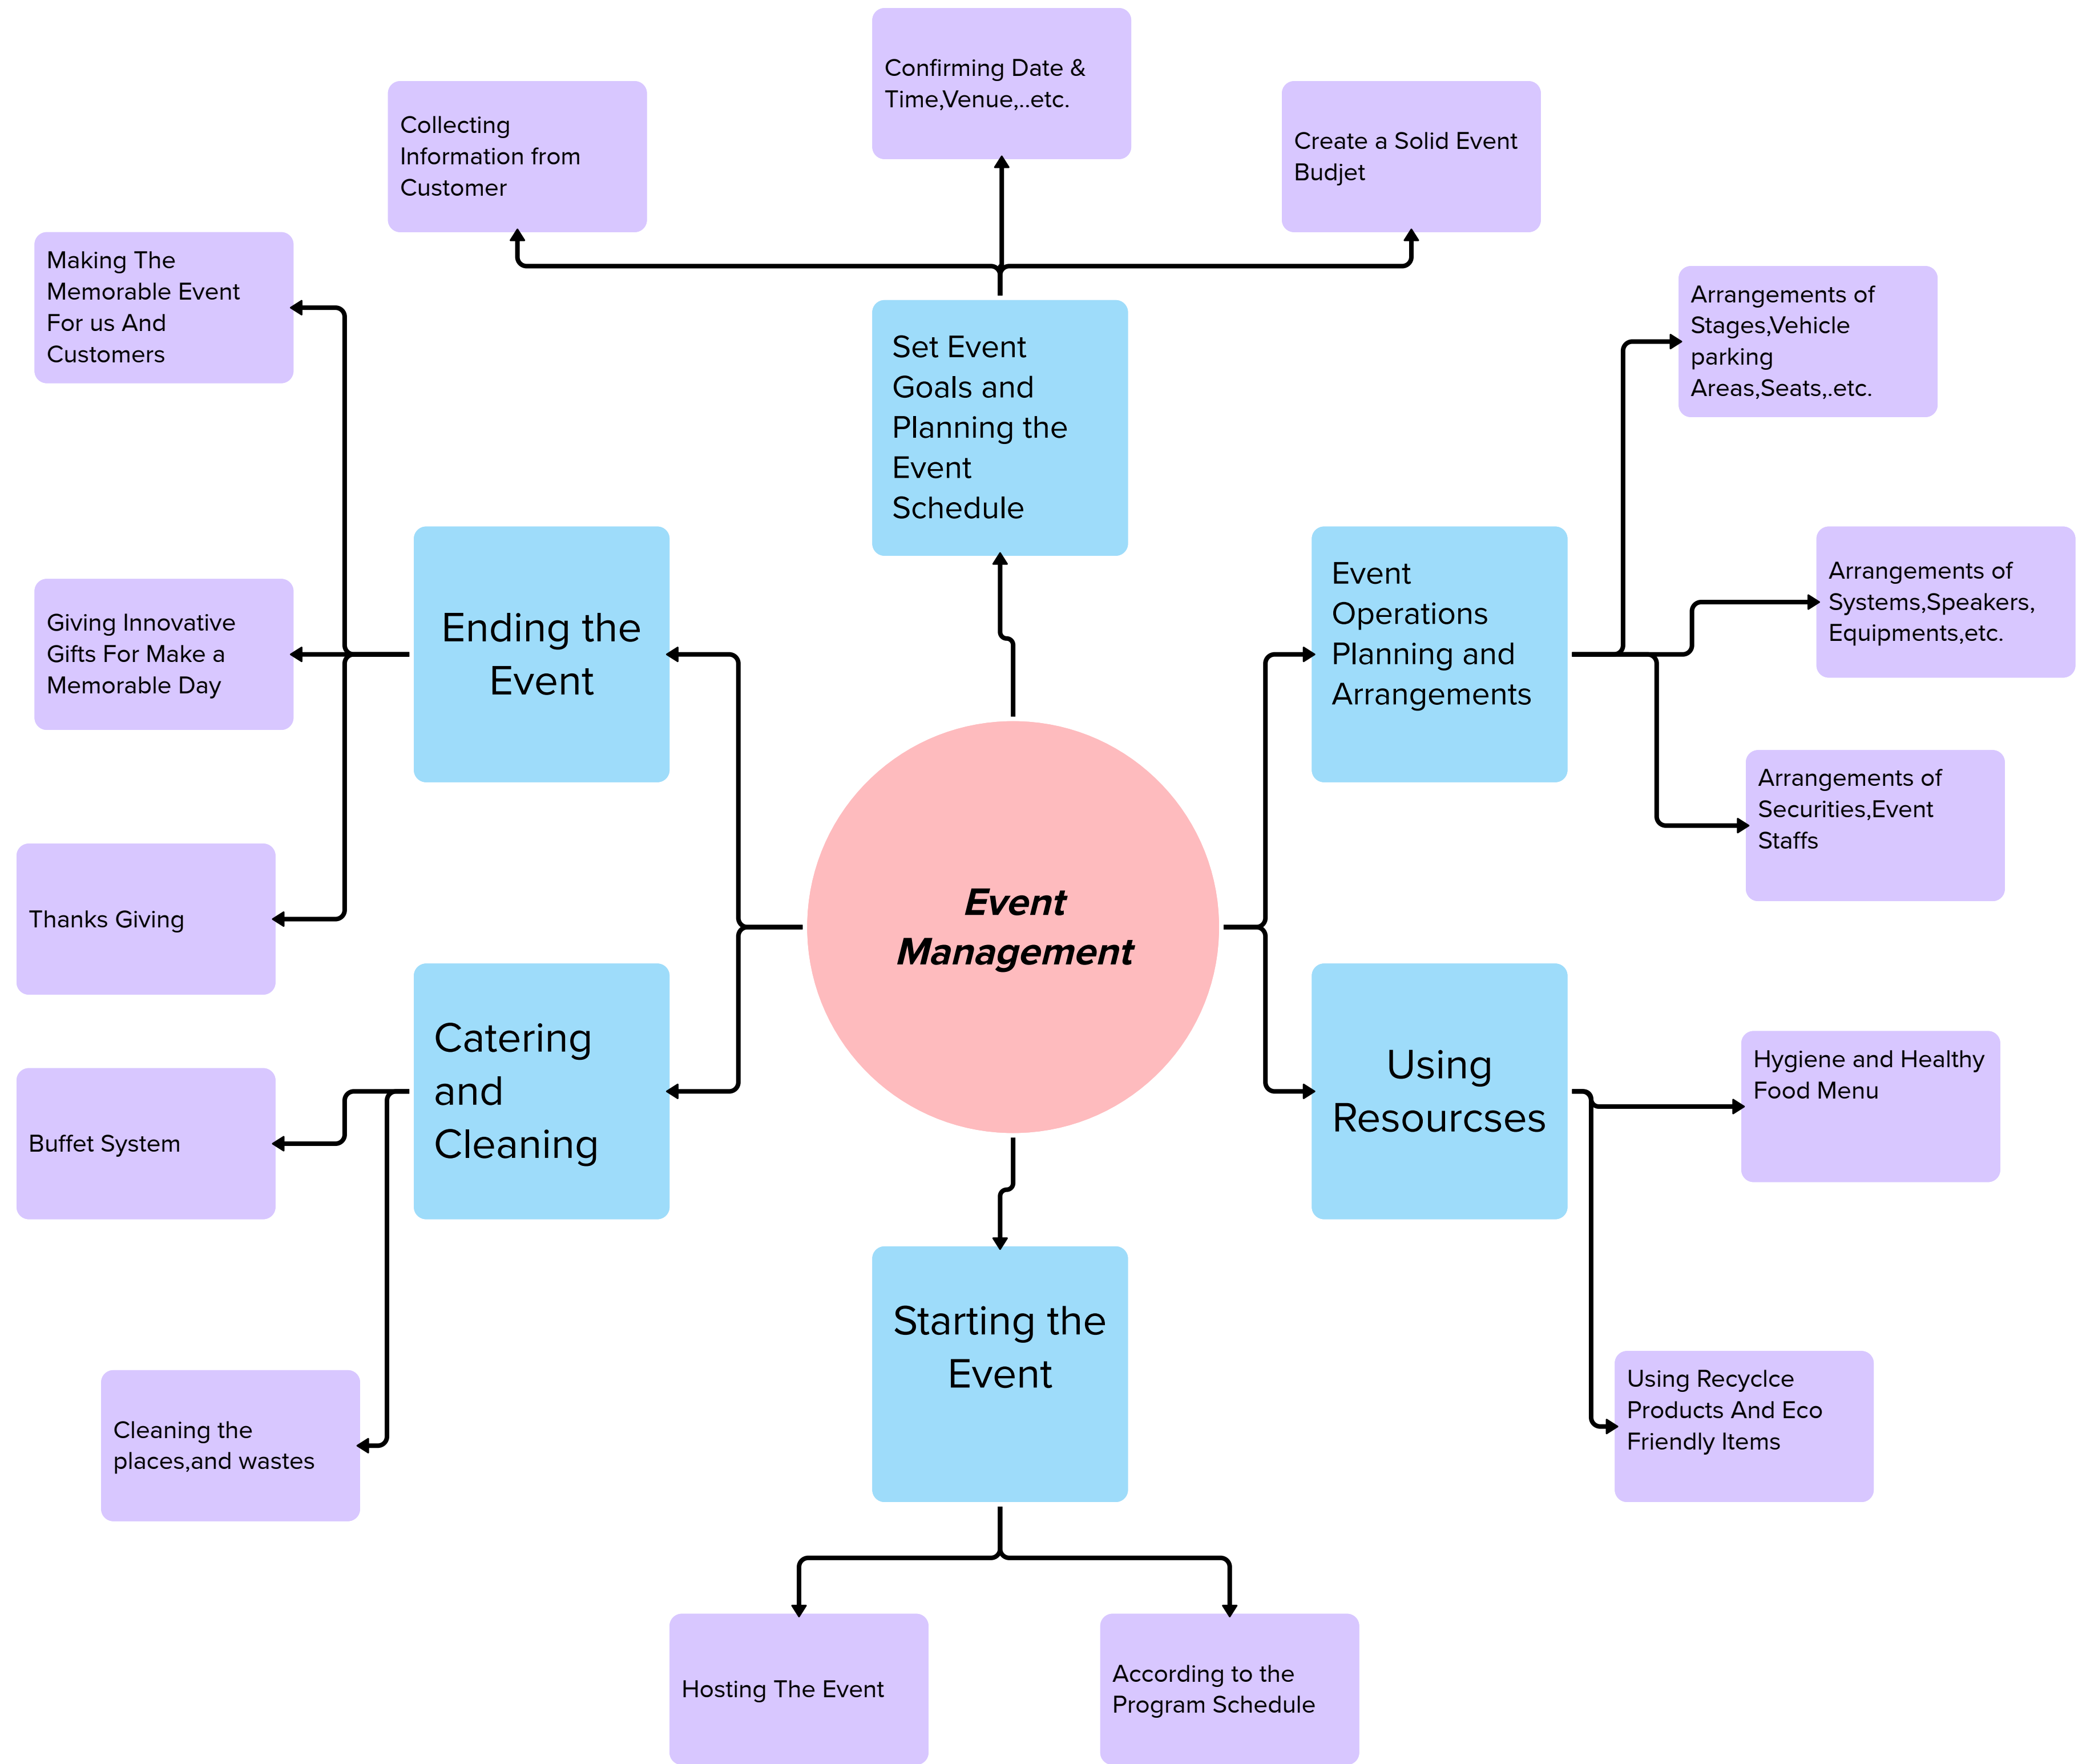 Confirming Date &
Time,Venue,..etc.
Collecting
Information from
Customer
Create a Solid Event
Budjet
Making The
Memorable Event
For us And
Customers
Arrangements of
Stages,Vehicle
parking
Areas,Seats,.etc.
Set Event
Goals and
Planning the
Event
Schedule
Ending the
Event
Event
Operations
Planning and
Arrangements
Giving Innovative
Gifts For Make a
Memorable Day
Arrangements of
Systems,Speakers,
Equipments,etc.
Arrangements of
Securities,Event
Staffs
Thanks Giving
Event
Management
Catering
and
Cleaning
Using
Resourcses
Buffet System
Hygiene and Healthy
Food Menu
Starting the
Event
Cleaning the
places,and wastes
Using Recyclce
Products And Eco
Friendly Items
Hosting The Event
According to the
Program Schedule